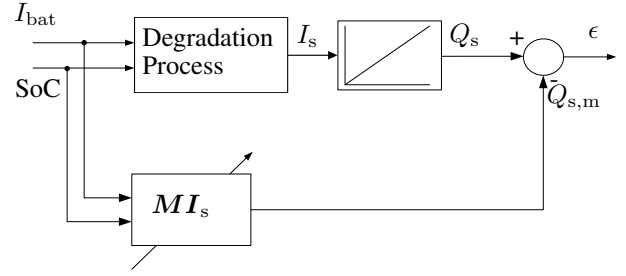 I_bat
SoC
Degradation
Process
I_s
Q_s
+
ϵ
-
Q_s,m
MI_s